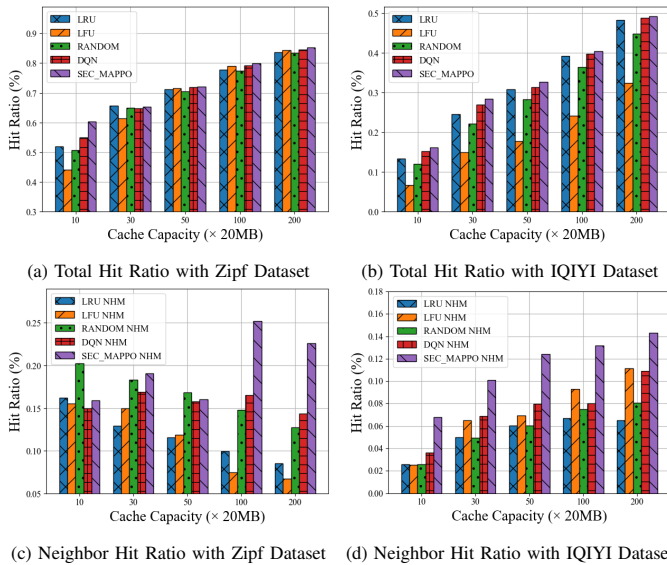 LRU
LFU
RANDOM
DQN
SEC_MAPPO
Hit Ratio (%)
0.9
0.8
0.7
0.6
0.5
0.4
0.3
10
30
50
100
200
Cache Capacity (× 20MB)
(a) Total Hit Ratio with Zipf Dataset
LRU
LFU
RANDOM
DQN
SEC_MAPPO
Hit Ratio (%)
0.5
0.4
0.3
0.2
0.1
0.0
10
30
50
100
200
Cache Capacity (× 20MB)
(b) Total Hit Ratio with IQIYI Dataset
LRU NHM
LFU NHM
RANDOM NHM
DQN NHM
SEC_MAPPO NHM
Hit Ratio (%)
0.25
0.20
0.15
0.10
0.05
10
30
50
100
200
Cache Capacity (× 20MB)
(c) Neighbor Hit Ratio with Zipf Dataset
LRU NHM
LFU NHM
RANDOM NHM
DQN NHM
SEC_MAPPO NHM
Hit Ratio (%)
0.18
0.16
0.14
0.12
0.10
0.08
0.06
0.04
0.02
0.00
10
30
50
100
200
Cache Capacity (× 20MB)
(d) Neighbor Hit Ratio with IQIYI Datase